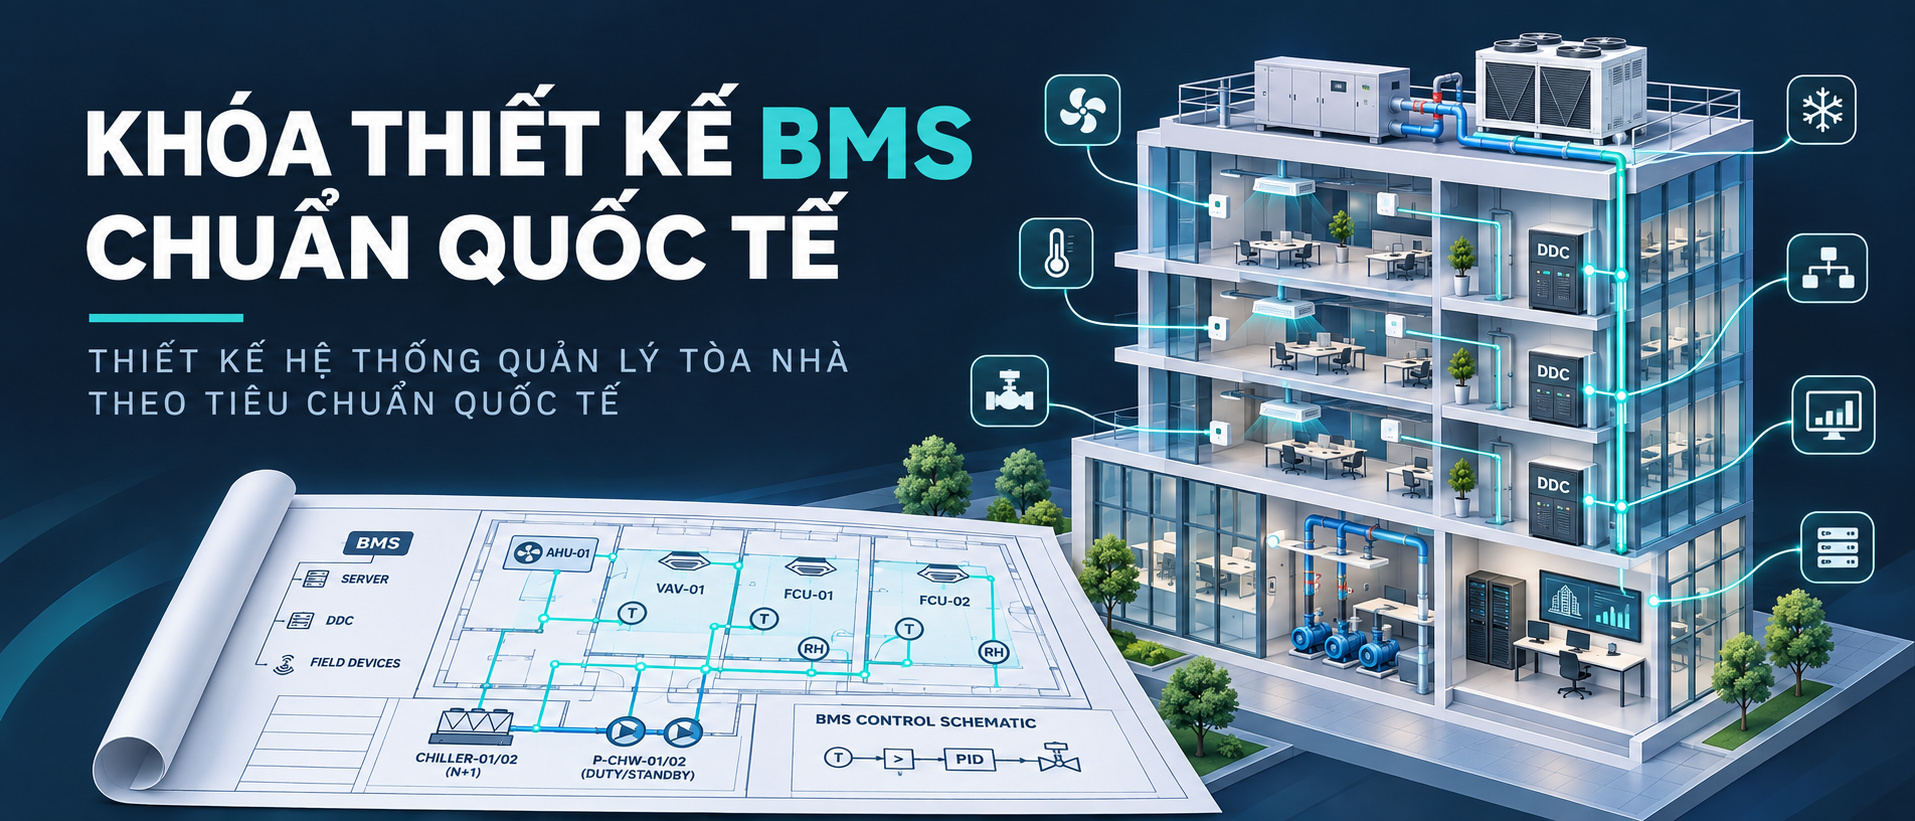 KHÓA THIẾT KẾ BMS
CHUẨN QUỐC TẾ
THIẾT KẾ HỆ THỐNG QUẢN LÝ TÒA NHÀ
THEO TIÊU CHUẨN QUỐC TẾ
BMS
SERVER
DDC
FIELD DEVICES
AHU-01
VAV-01
FCU-01
FCU-02
T
T
T
RH
RH
CHILLER-01/02
(N+1)
P-CHW-01/02
(DUTY/STANDBY)
BMS CONTROL SCHEMATIC
T
>
PID
DDC
DDC
DDC